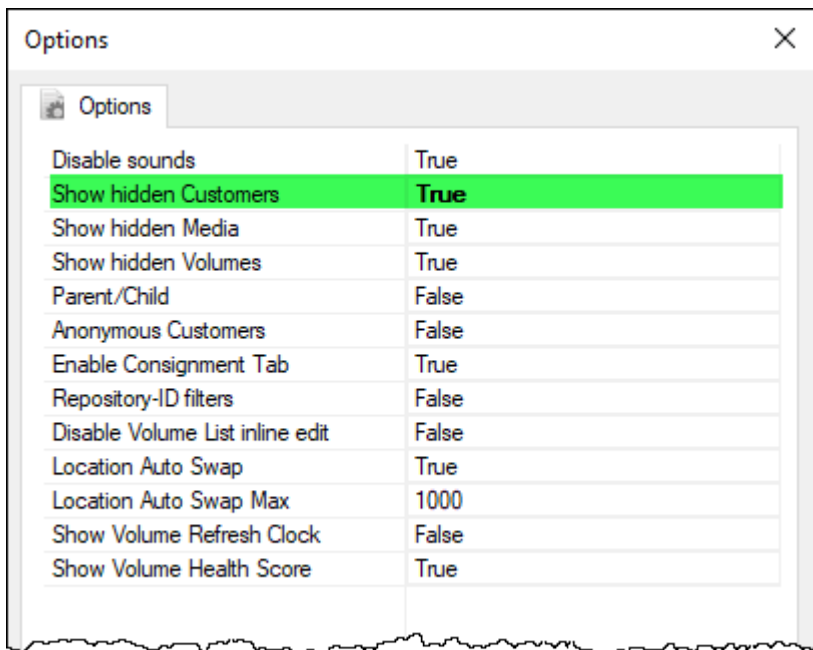 Options
Options
Disable sounds True
Show hidden Customers True
Show hidden Media True
Show hidden Volumes True
Parent/Child False
Anonymous Customers False
Enable Consignment Tab True
Repository-ID filters False
Disable Volume List inline edit False
Location Auto Swap True
Location Auto Swap Max 1000
Show Volume Refresh Clock False
Show Volume Health Score True